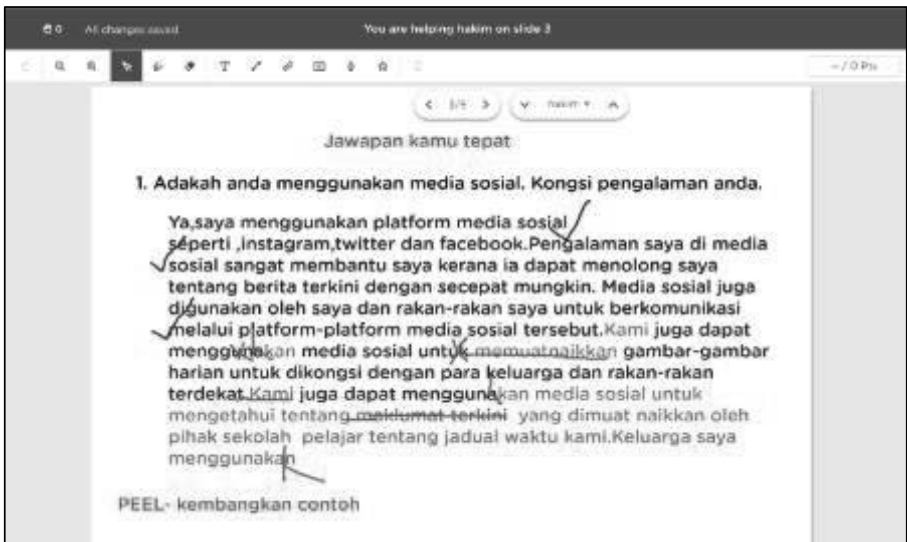 All changes saved
You are helping hakim on slide 3
T
- / 0 Pts
hakim
Jawapan kamu tepat
1. Adakah anda menggunakan media sosial. Kongsi pengalaman anda.
Ya,saya menggunakan platform media sosial
seperti ,instagram,twitter dan facebook.Pengalaman saya di media
sosial sangat membantu saya kerana ia dapat menolong saya
tentang berita terkini dengan secepat mungkin. Media sosial juga
digunakan oleh saya dan rakan-rakan saya untuk berkomunikasi
melalui platform-platform media sosial tersebut.Kami juga dapat
menggunakan media sosial untuk memuatnaikkan gambar-gambar
harian untuk dikongsi dengan para keluarga dan rakan-rakan
terdekat.Kami juga dapat menggunakan media sosial untuk
mengetahui tentang maklumat terkini yang dimuat naikkan oleh
pihak sekolah pelajar tentang jadual waktu kami.Keluarga saya
menggunakan
PEEL- kembangkan contoh